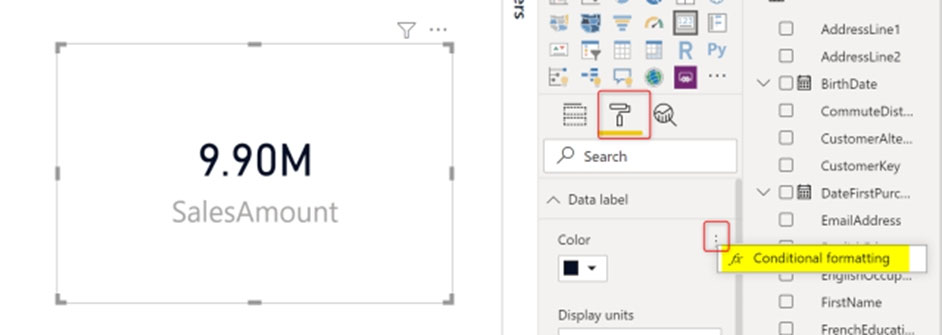 9.90M
SalesAmount
ers
R
Py
Search
Data label
Color
fx Conditional formatting
Display units
AddressLine1
AddressLine2
BirthDate
CommuteDist...
CustomerAlte...
CustomerKey
DateFirstPurc...
EmailAddress
EnglishOccup...
FirstName
FrenchEducati...